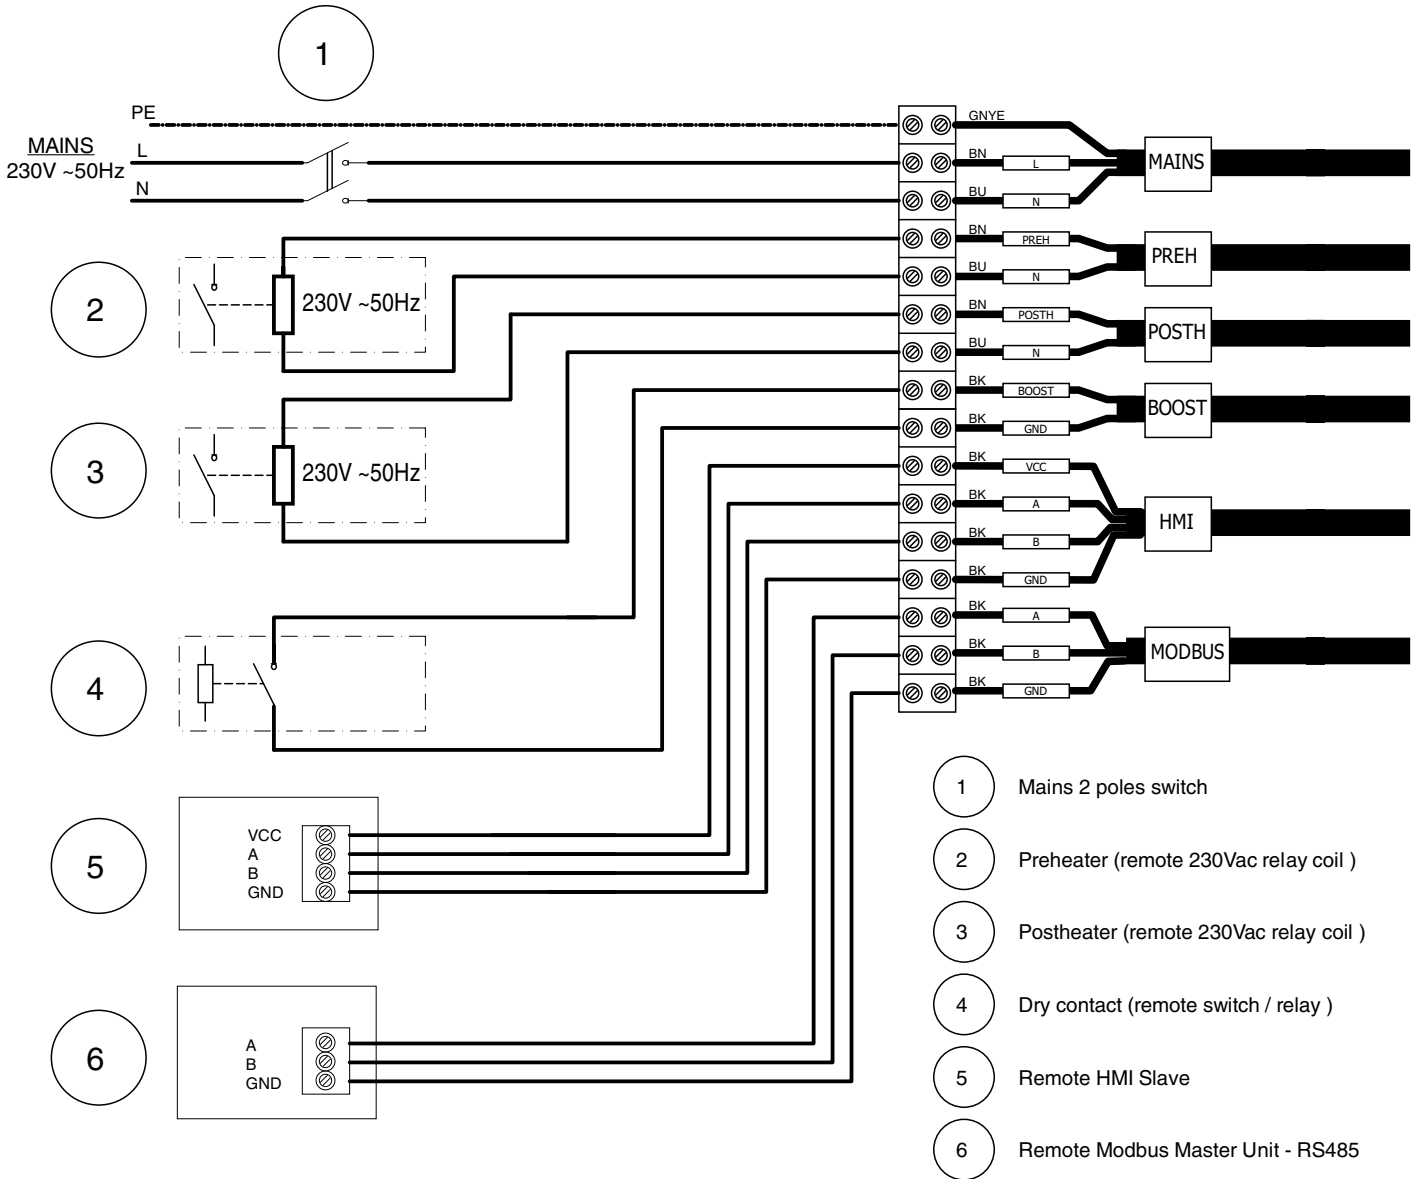 1
PE
MAINS
230V ~50Hz
L
N
GNYE
BN
L
BU
N
MAINS
BN
PREH
BU
N
PREH
BN
POSTH
BU
N
POSTH
BK
BOOST
BK
GND
BOOST
BK
VCC
BK
A
BK
B
BK
GND
HMI
BK
A
BK
B
BK
GND
MODBUS
2
230V ~50Hz
3
230V ~50Hz
4
5
VCC
A
B
GND
6
A
B
GND
1 Mains 2 poles switch
2 Preheater (remote 230Vac relay coil )
3 Postheater (remote 230Vac relay coil )
4 Dry contact (remote switch / relay )
5 Remote HMI Slave
6 Remote Modbus Master Unit - RS485